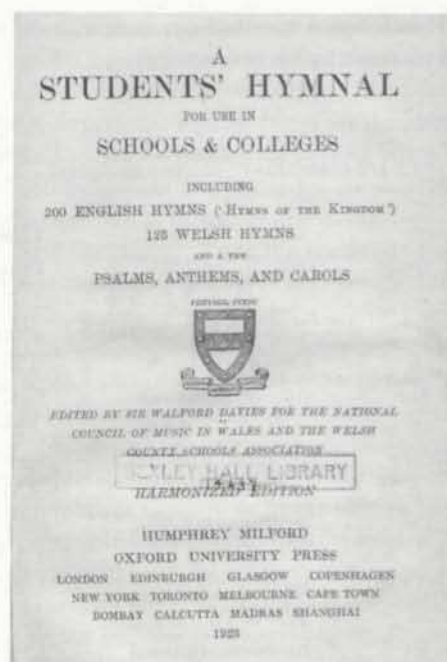 A
STUDENTS' HYMNAL
FOR USE IN
SCHOOLS & COLLEGES
INCLUDING
200 ENGLISH HYMNS ('HYMNS OF THE KINGDOM')
125 WELSH HYMNS
AND A FEW
PSALMS, ANTHEMS, AND CAROLS
EDITED BY SIR WALFORD DAVIES FOR THE NATIONAL
COUNCIL OF MUSIC IN WALES AND THE WELSH
COUNTY SCHOOLS ASSOCIATION
BEXLEY HALL LIBRARY
HARMONIZED EDITION
HUMPHREY MILFORD
OXFORD UNIVERSITY PRESS
LONDON EDINBURGH GLASGOW COPENHAGEN
NEW YORK TORONTO MELBOURNE CAPE TOWN
BOMBAY CALCUTTA MADRAS SHANGHAI
1923